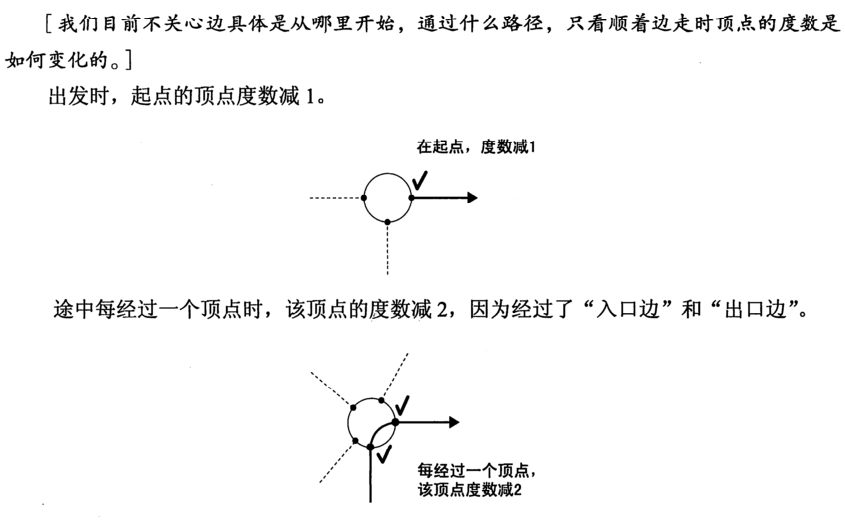 [我们目前不关心边具体是从哪里开始，通过什么路径，只看顺着边走时顶点的度数是
如何变化的。]
出发时，起点的顶点度数减 1。
在起点，度数减1
途中每经过一个顶点时，该顶点的度数减 2，因为经过了“入口边”和“出口边”。
每经过一个顶点，
该顶点度数减2